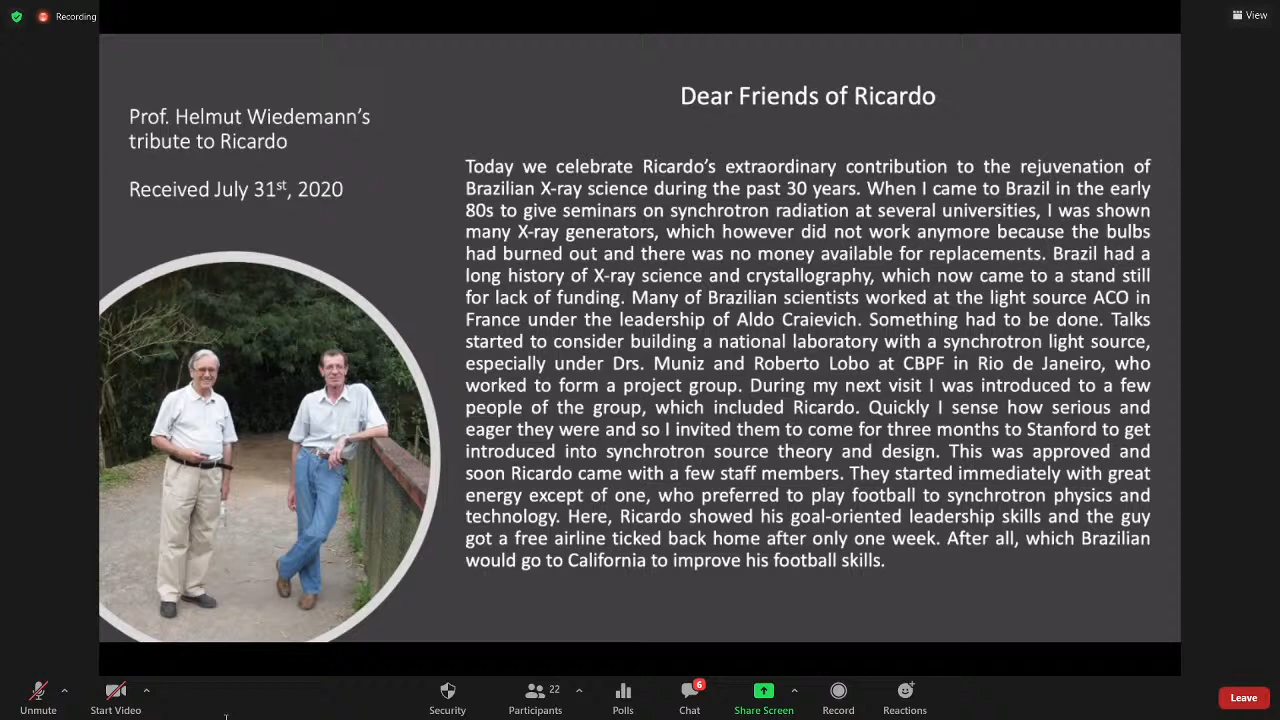 Recording
View
Prof. Helmut Wiedemann's
tribute to Ricardo
Received July 31st, 2020
Dear Friends of Ricardo
Today we celebrate Ricardo's extraordinary contribution to the rejuvenation of
Brazilian X-ray science during the past 30 years. When I came to Brazil in the early
80s to give seminars on synchrotron radiation at several universities, I was shown
many X-ray generators, which however did not work anymore because the bulbs
had burned out and there was no money available for replacements. Brazil had a
long history of X-ray science and crystallography, which now came to a stand still
for lack of funding. Many of Brazilian scientists worked at the light source ACO in
France under the leadership of Aldo Craievich. Something had to be done. Talks
started to consider building a national laboratory with a synchrotron light source,
especially under Drs. Muniz and Roberto Lobo at CBPF in Rio de Janeiro, who
worked to form a project group. During my next visit I was introduced to a few
people of the group, which included Ricardo. Quickly I sense how serious and
eager they were and so I invited them to come for three months to Stanford to get
introduced into synchrotron source theory and design. This was approved and
soon Ricardo came with a few staff members. They started immediately with great
energy except of one, who preferred to play football to synchrotron physics and
technology. Here, Ricardo showed his goal-oriented leadership skills and the guy
got a free airline ticked back home after only one week. After all, which Brazilian
would go to California to improve his football skills.
Unmute
Start Video
Security
22
Participants
Polls
6
Chat
Share Screen
Record
Reactions
Leave